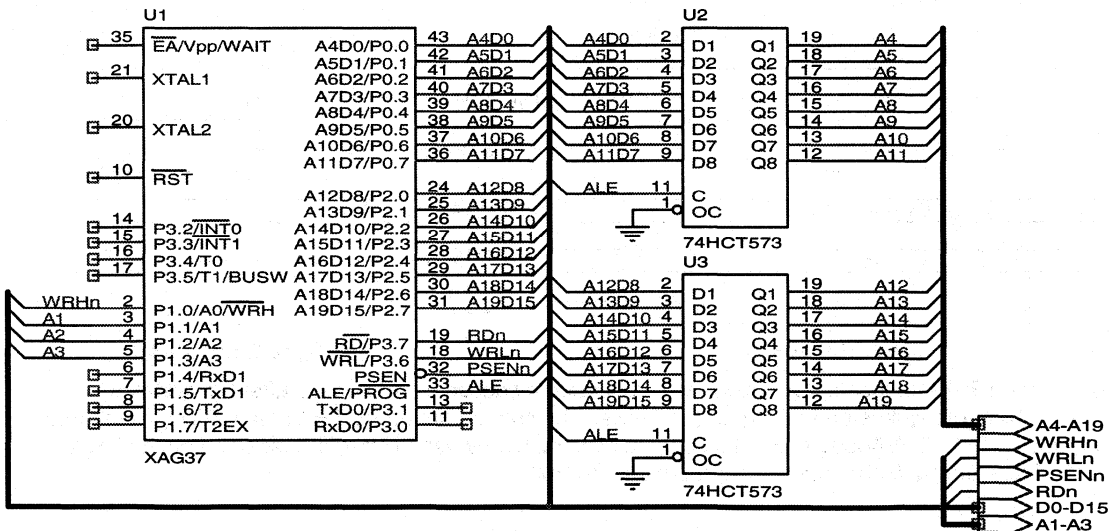 U1
35 EA/Vpp/WAIT
21 XTAL1
20 XTAL2
10 RST
14 P3.2/INT0
15 P3.3/INT1
16 P3.4/T0
17 P3.5/T1/BUSW
WRHn 2 P1.0/A0/WRH
A1 3 P1.1/A1
A2 4 P1.2/A2
A3 5 P1.3/A3
6 P1.4/RxD1
7 P1.5/TxD1
8 P1.6/T2
9 P1.7/T2EX
A4D0/P0.0 43 A4D0
A5D1/P0.1 42 A5D1
A6D2/P0.2 41 A6D2
A7D3/P0.3 40 A7D3
A8D4/P0.4 39 A8D4
A9D5/P0.5 38 A9D5
A10D6/P0.6 37 A10D6
A11D7/P0.7 36 A11D7
A12D8/P2.0 24 A12D8
A13D9/P2.1 25 A13D9
A14D10/P2.2 26 A14D10
A15D11/P2.3 27 A15D11
A16D12/P2.4 28 A16D12
A17D13/P2.5 29 A17D13
A18D14/P2.6 30 A18D14
A19D15/P2.7 31 A19D15
RD/P3.7 19 RDn
WRL/P3.6 18 WRLn
PSEN 32 PSENn
ALE/PROG 33 ALE
TxD0/P3.1 13
RxD0/P3.0 11
XAG37
U2
A4D0 2 D1 Q1 19 A4
A5D1 3 D2 Q2 18 A5
A6D2 4 D3 Q3 17 A6
A7D3 5 D4 Q4 16 A7
A8D4 6 D5 Q5 15 A8
A9D5 7 D6 Q6 14 A9
A10D6 8 D7 Q7 13 A10
A11D7 9 D8 Q8 12 A11
ALE 11 C
1 OC
74HCT573
U3
A12D8 2 D1 Q1 19 A12
A13D9 3 D2 Q2 18 A13
A14D10 4 D3 Q3 17 A14
A15D11 5 D4 Q4 16 A15
A16D12 6 D5 Q5 15 A16
A17D13 7 D6 Q6 14 A17
A18D14 8 D7 Q7 13 A18
A19D15 9 D8 Q8 12 A19
ALE 11 C
1 OC
74HCT573
A4-A19
WRHn
WRLn
PSENn
RDn
D0-D15
A1-A3